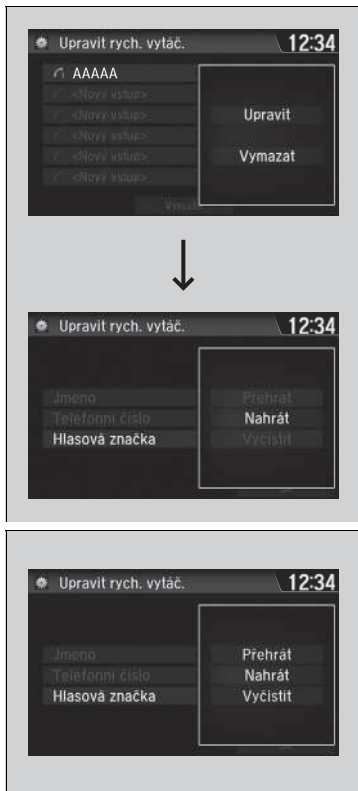 Upravit rych. vytáč. 12:34
AAAAA
<Nový vstup>
<Nový vstup>
Upravit
<Nový vstup>
<Nový vstup>
Vymazat
<Nový vstup>
Upravit rych. vytáč. 12:34
Jméno Přehrát
Telefonní číslo Nahrát
Hlasová značka Vyčistit
Upravit rych. vytáč. 12:34
Jméno Přehrát
Telefonní číslo Nahrát
Hlasová značka Vyčistit